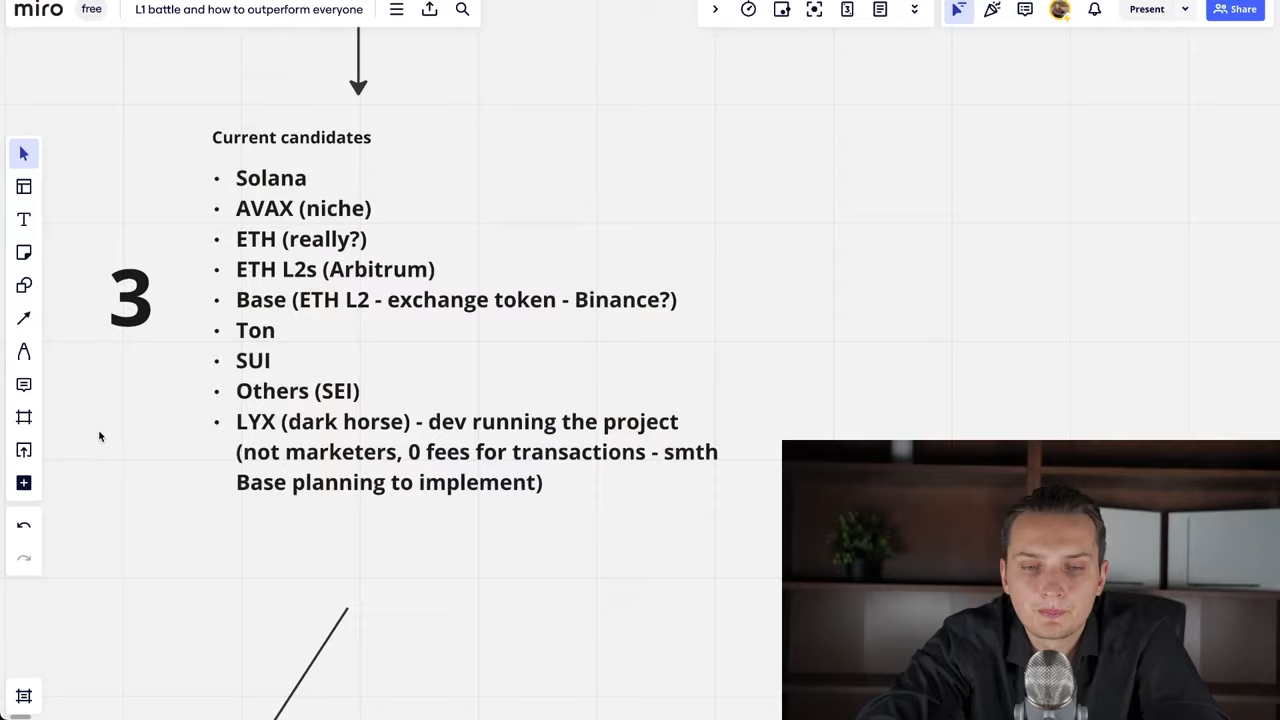 miro free L1 battle and how to outperform everyone
3 Present Share
Current candidates
• Solana
• AVAX (niche)
• ETH (really?)
• ETH L2s (Arbitrum)
• Base (ETH L2 - exchange token - Binance?)
3
• Ton
• SUI
• Others (SEI)
• LYX (dark horse) - dev running the project
(not marketers, 0 fees for transactions - smth
Base planning to implement)